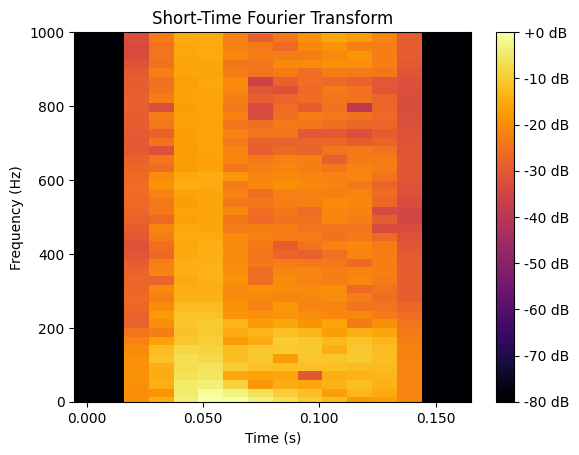 Short-Time Fourier Transform
1000
800
600
400
200
0
Frequency (Hz)
0.000
0.050
0.100
0.150
Time (s)
+0 dB
-10 dB
-20 dB
-30 dB
-40 dB
-50 dB
-60 dB
-70 dB
-80 dB